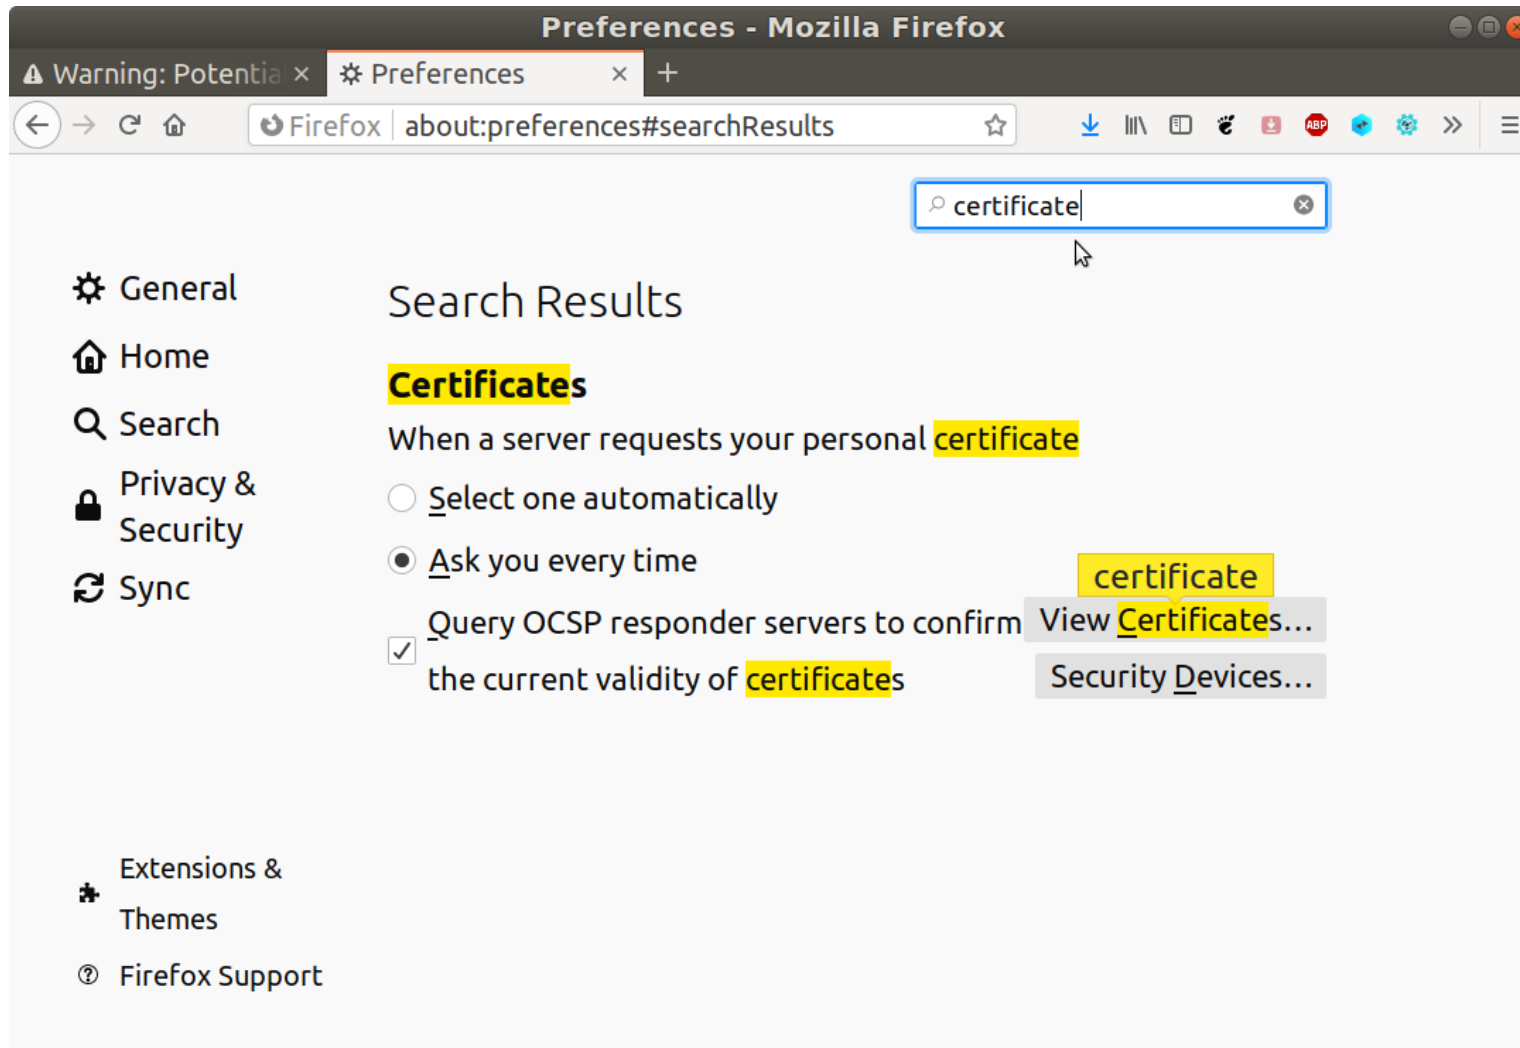 Preferences - Mozilla Firefox
Warning: Potentia
Preferences
Firefox
about:preferences#searchResults
ABP
certificate
General
Home
Search
Privacy &
Security
Sync
Extensions &
Themes
Firefox Support
Search Results
Certificates
When a server requests your personal certificate
Select one automatically
Ask you every time
Query OCSP responder servers to confirm
the current validity of certificates
certificate
View Certificates...
Security Devices...